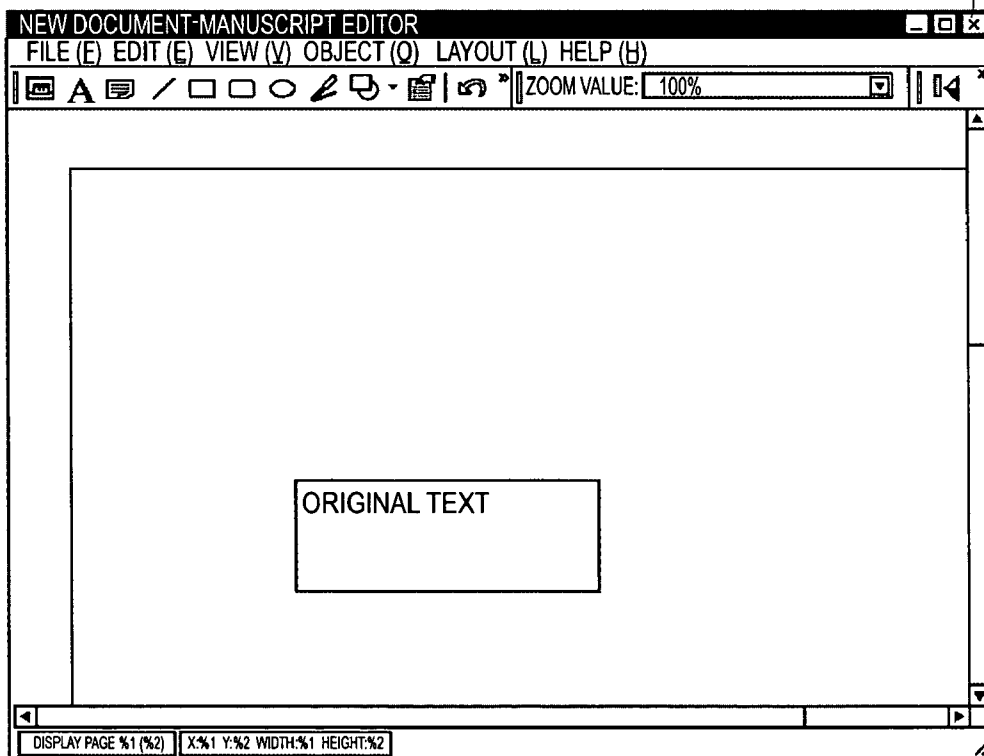 NEW DOCUMENT-MANUSCRIPT EDITOR
FILE (F) EDIT (E) VIEW (V) OBJECT (O) LAYOUT (L) HELP (H)
A ZOOM VALUE: 100%
ORIGINAL TEXT
DISPLAY PAGE %1 (%2) X:%1 Y:%2 WIDTH:%1 HEIGHT:%2